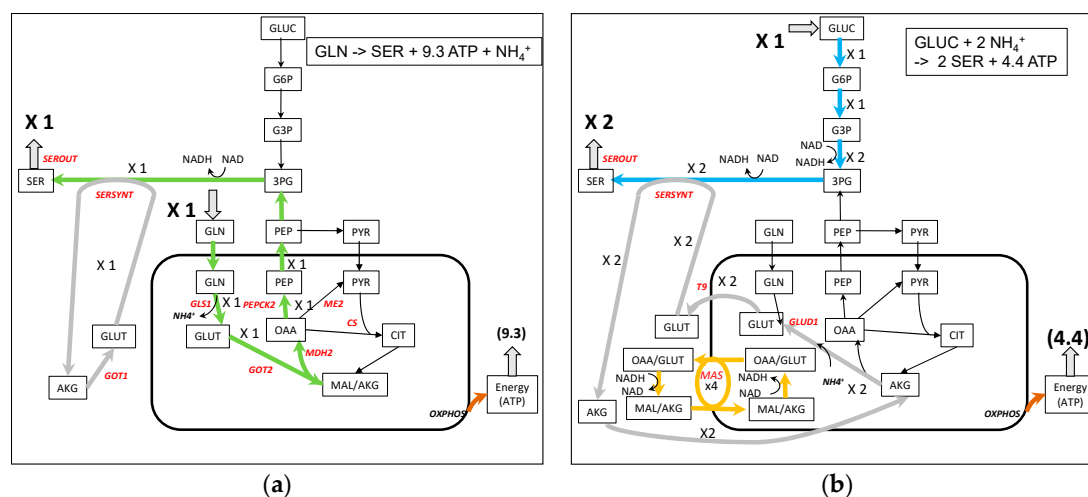 GLUC
GLN -> SER + 9.3 ATP + NH₄⁺
G6P
X 1
G3P
SEROUT
X 1
NADH
NAD
SER
3PG
SERSYNT
X 1
GLN
PEP
PYR
X 1
X 1
GLN
PEP
PYR
GLS1
X 1
PEPCK2
X 1
ME2
NH4⁺
CS
GLUT
GLUT
X 1
OAA
CIT
(9.3)
MDH2
GOT1
GOT2
AKG
MAL/AKG
Energy
(ATP)
OXPHOS
(a)
X 1
GLUC
GLUC + 2 NH₄⁺
-> 2 SER + 4.4 ATP
X 1
G6P
X 1
X 2
G3P
NAD
NADH
X 2
SEROUT
X 2
NADH
NAD
SER
3PG
SERSYNT
GLN
PEP
PYR
X 2
X 2
X 2
T9
GLN
PEP
PYR
GLUT
GLUT
GLUD1
OAA
CIT
(4.4)
OAA/GLUT
OAA/GLUT
MAS
x4
NADH
NAD
NADH
NAD
NH4⁺
X 2
AKG
MAL/AKG
MAL/AKG
AKG
Energy
(ATP)
OXPHOS
X2
(b)